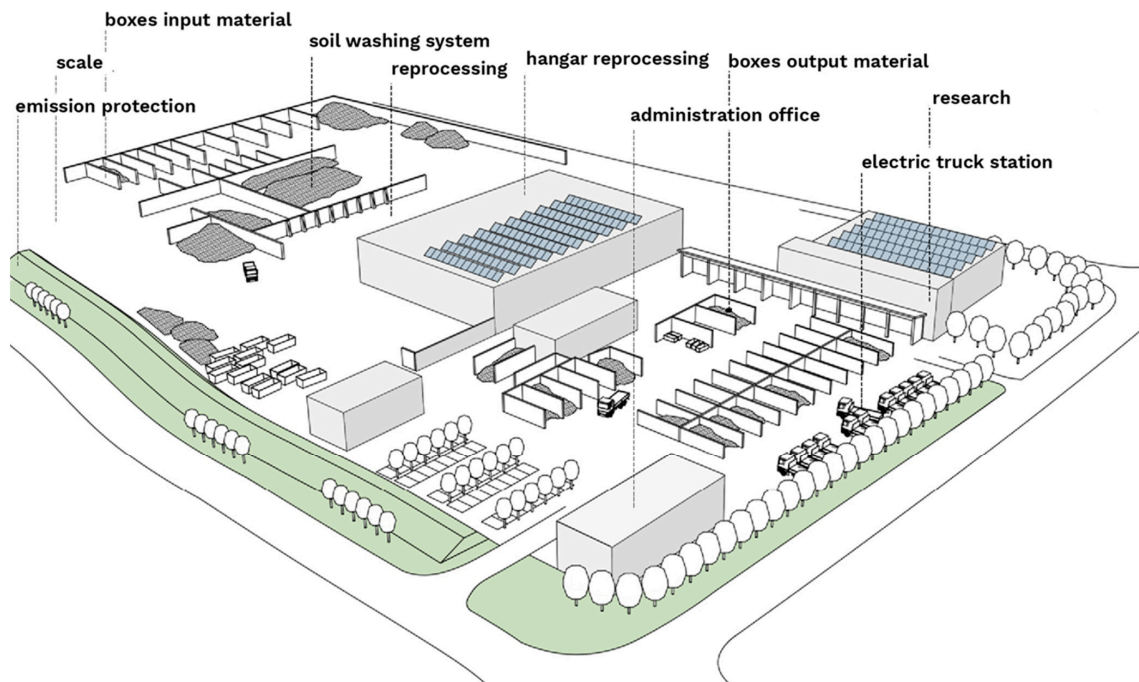 boxes input material
soil washing system
scale
reprocessing
hangar reprocessing
boxes output material
emission protection
administration office
research
electric truck station